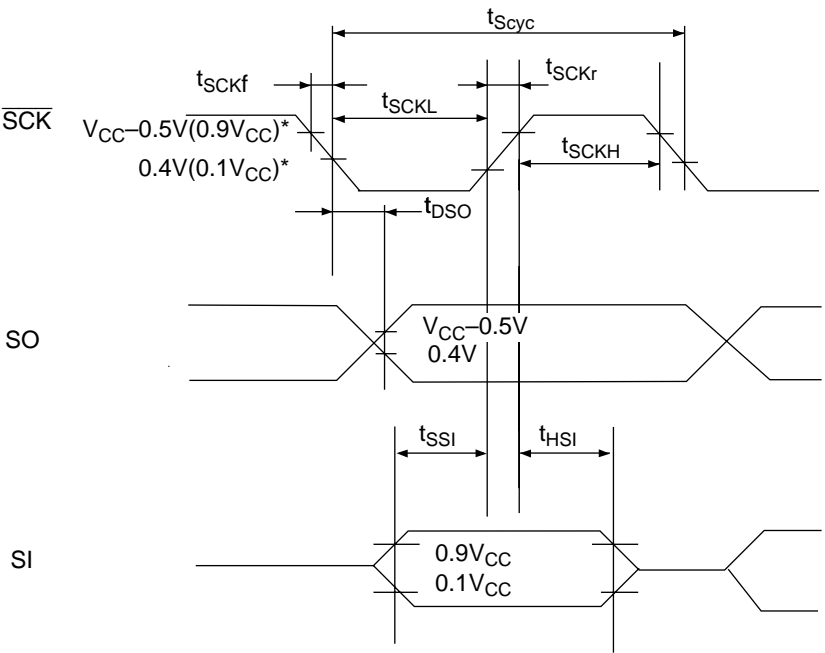 tScyc
tSCKf
tSCKr
tSCKL
SCK
VCC–0.5V(0.9VCC)*
0.4V(0.1VCC)*
tSCKH
tDSO
SO
VCC–0.5V
0.4V
tSSI
tHSI
SI
0.9VCC
0.1VCC